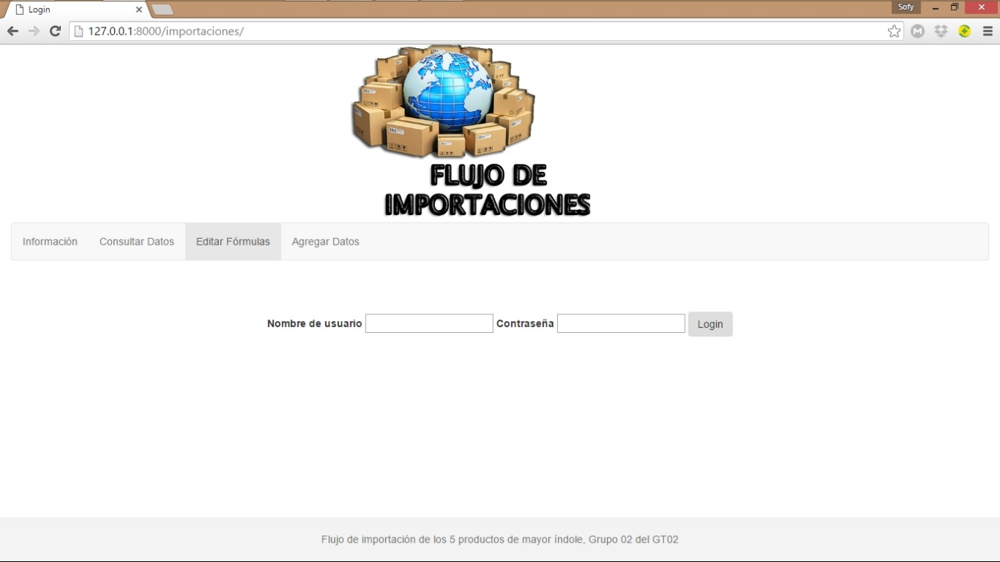 Login
Sofy
127.0.0.1:8000/importaciones/
FLUJO DE
IMPORTACIONES
Información Consultar Datos Editar Fórmulas Agregar Datos
Nombre de usuario Contraseña Login
Flujo de importación de los 5 productos de mayor índole, Grupo 02 del GT02